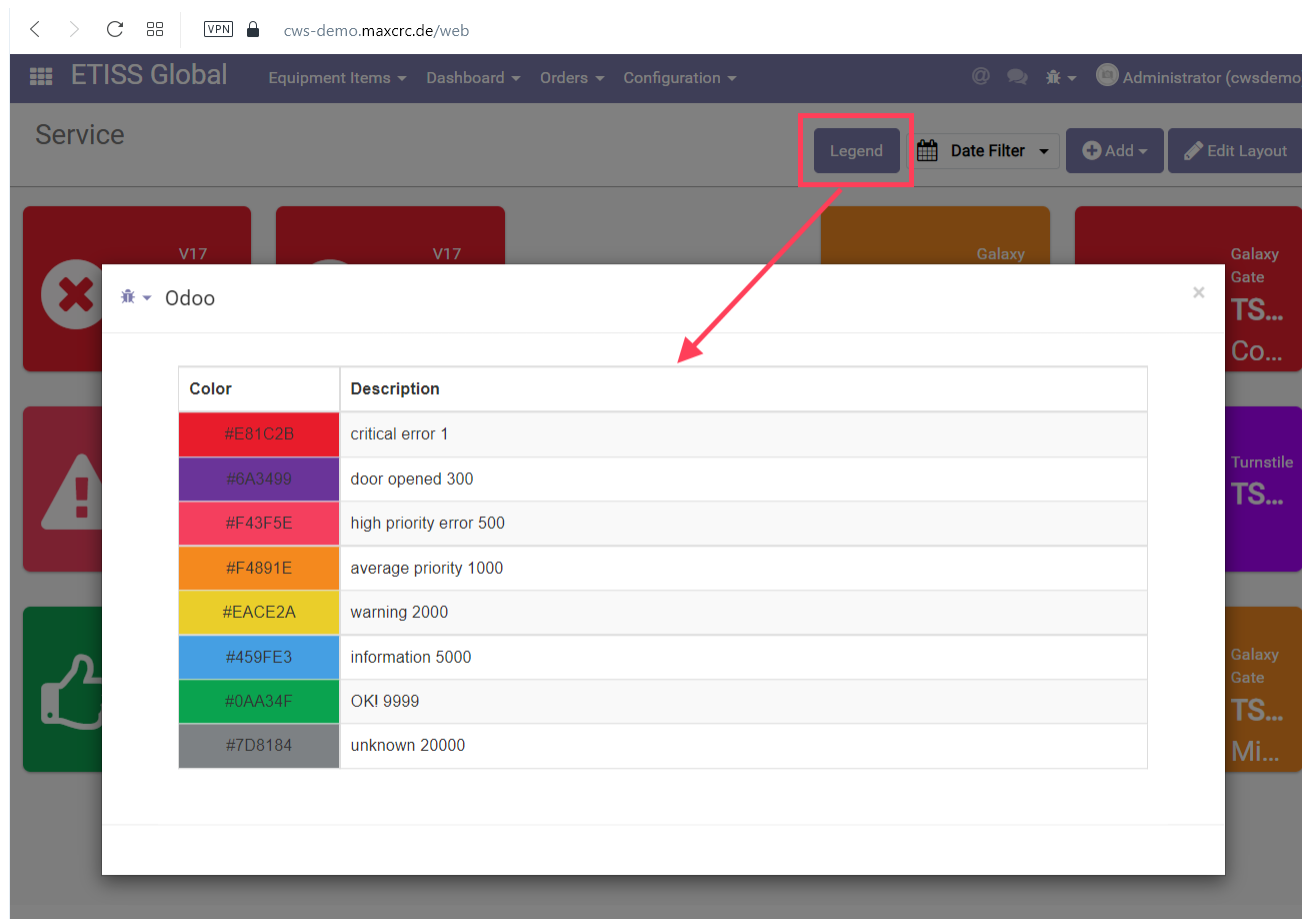 VPN cws-demo.maxcrc.de/web
ETISS Global Equipment Items Dashboard Orders Configuration @ Administrator (cwsdemo
Service Legend Date Filter Add Edit Layout
V17 V17 Galaxy Galaxy
Gate
TS...
Co...
Odoo ×
Color Description
#E81C2B critical error 1
#6A3499 door opened 300
#F43F5E high priority error 500
#F4891E average priority 1000
#EACE2A warning 2000
#459FE3 information 5000
#0AA34F OK! 9999
#7D8184 unknown 20000
Turnstile
TS...
Galaxy
Gate
TS...
Mi...